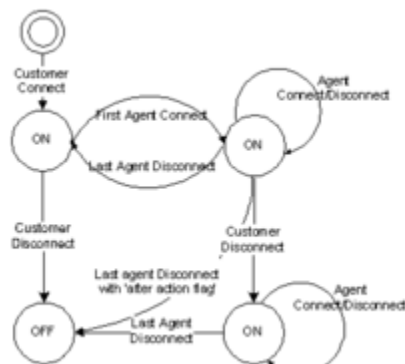 Customer
Connect
Agent
Connect/Disconnect
First Agent Connect
ON
ON
Last Agent Disconnect
Customer
Disconnect
Customer
Disconnect
Last agent Disconnect
with 'after action flag'
Agent
Connect/Disconnect
OFF
Last Agent
Disconnect
ON